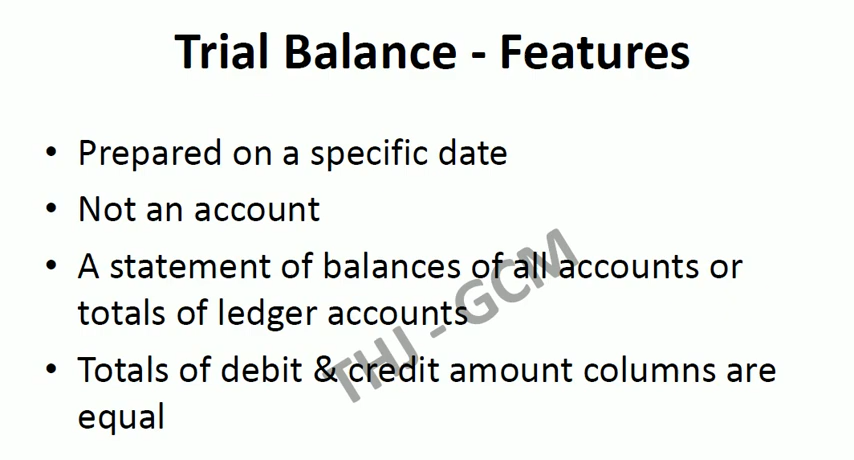 Trial Balance - Features
• Prepared on a specific date
• Not an account
• A statement of balances of all accounts or
totals of ledger accounts
• Totals of debit & credit amount columns are
equal
THJ - GCM